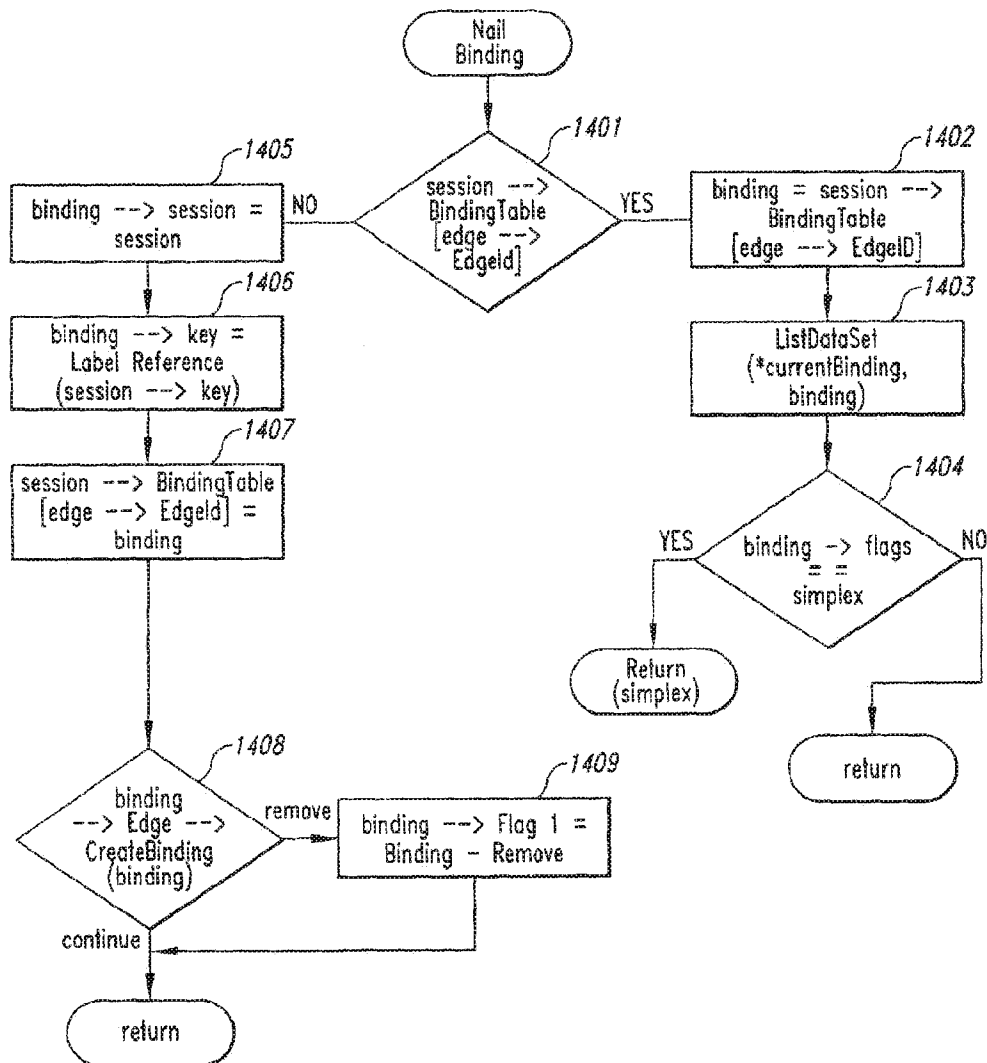 Nail
Binding
1401
session -->
BindingTable
[edge -->
EdgeId]
NO
YES
1405
binding --> session =
session
1402
binding = session -->
BindingTable
[edge --> EdgeID]
1406
binding --> key =
Label Reference
(session --> key)
1403
ListDataSet
(*currentBinding,
binding)
1407
session --> BindingTable
[edge --> EdgeId] =
binding
1404
binding -> flags
= =
simplex
YES
NO
Return
(simplex)
return
1408
binding
--> Edge -->
CreateBinding
(binding)
remove
1409
binding --> Flag 1 =
Binding - Remove
continue
return